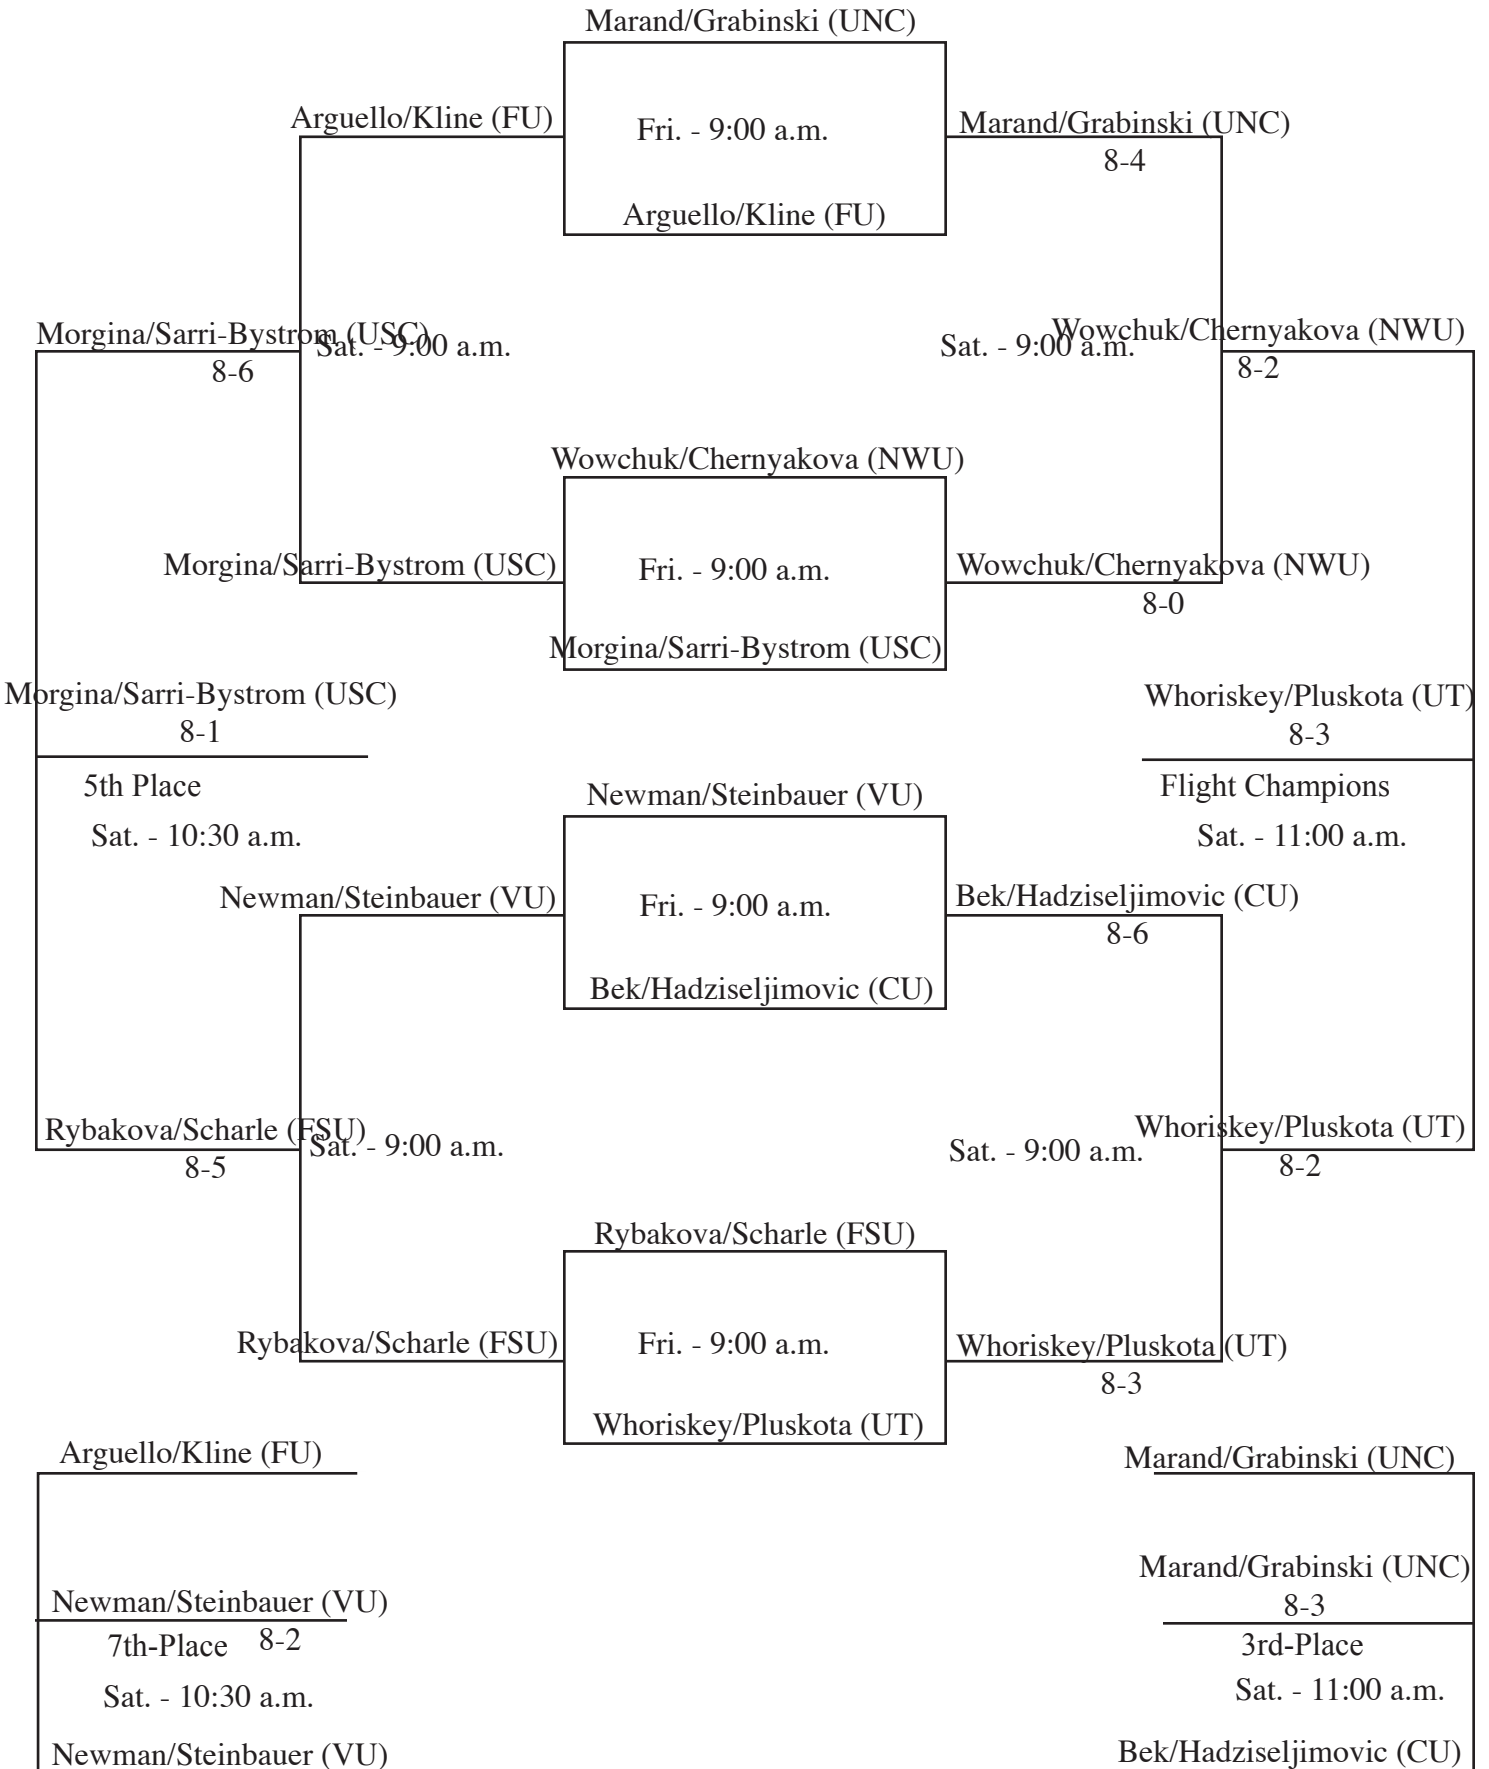 Marand/Grabinski (UNC)
Arguello/Kline (FU)
Fri. - 9:00 a.m.
Marand/Grabinski (UNC)
8-4
Arguello/Kline (FU)
Morgina/Sarri-Bystrom (USC)
8-6
Sat. - 9:00 a.m.
Sat. - 9:00 a.m.
Wowchuk/Chernyakova (NWU)
8-2
Wowchuk/Chernyakova (NWU)
Morgina/Sarri-Bystrom (USC)
Fri. - 9:00 a.m.
Wowchuk/Chernyakova (NWU)
8-0
Morgina/Sarri-Bystrom (USC)
Morgina/Sarri-Bystrom (USC)
8-1
5th Place
Sat. - 10:30 a.m.
Whoriskey/Pluskota (UT)
8-3
Flight Champions
Sat. - 11:00 a.m.
Newman/Steinbauer (VU)
Newman/Steinbauer (VU)
Fri. - 9:00 a.m.
Bek/Hadziseljimovic (CU)
8-6
Bek/Hadziseljimovic (CU)
Rybakova/Scharle (FSU)
8-5
Sat. - 9:00 a.m.
Sat. - 9:00 a.m.
Whoriskey/Pluskota (UT)
8-2
Rybakova/Scharle (FSU)
Rybakova/Scharle (FSU)
Fri. - 9:00 a.m.
Whoriskey/Pluskota (UT)
8-3
Whoriskey/Pluskota (UT)
Arguello/Kline (FU)
Newman/Steinbauer (VU)
7th-Place 8-2
Sat. - 10:30 a.m.
Newman/Steinbauer (VU)
Marand/Grabinski (UNC)
Marand/Grabinski (UNC)
8-3
3rd-Place
Sat. - 11:00 a.m.
Bek/Hadziseljimovic (CU)